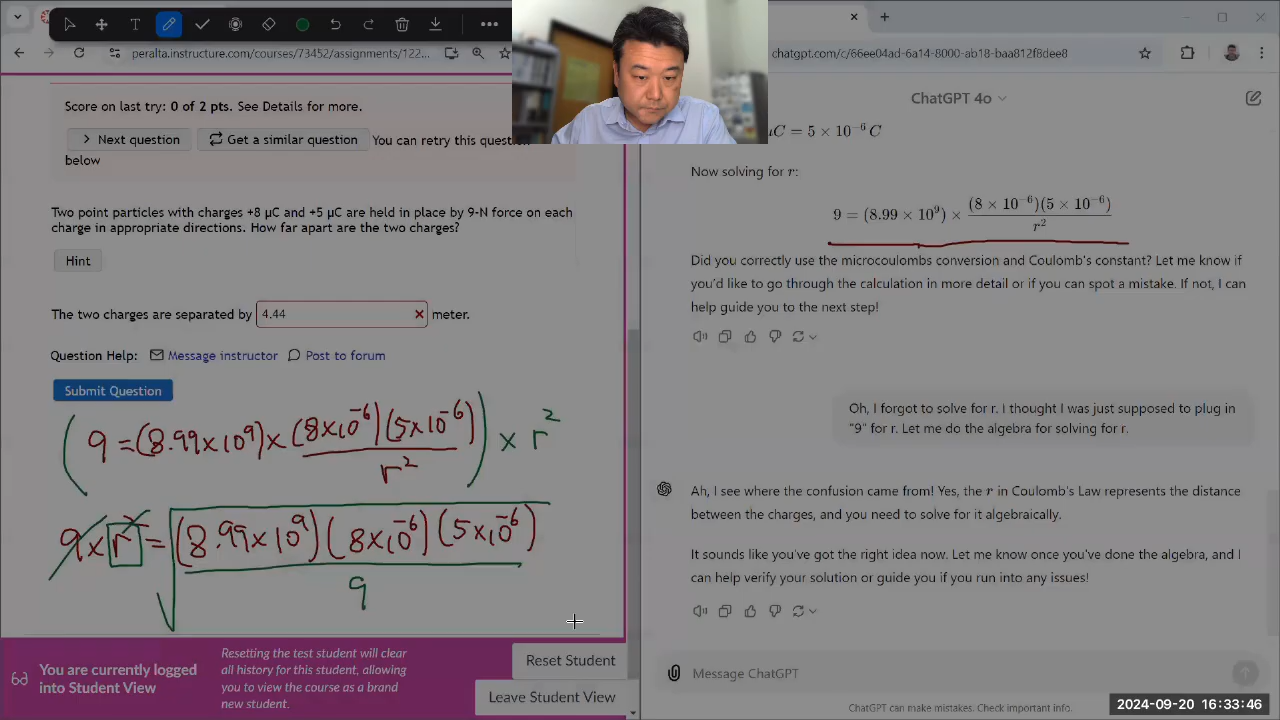 peralta.instructure.com/courses/73452/assignments/122...
chatgpt.com/c/66ee04ad-6a14-8000-ab18-baa812f8dee8
Score on last try: 0 of 2 pts. See Details for more.
Next question
Get a similar question
You can retry this question
below
Two point particles with charges +8 μC and +5 μC are held in place by 9-N force on each
charge in appropriate directions. How far apart are the two charges?
Hint
The two charges are separated by 4.44 meter.
Question Help: Message instructor Post to forum
Submit Question
(9 = (8.99×10⁹)× (8×10⁻⁶)(5×10⁻⁶) / r²) × r²
9 × r² = √(8.99×10⁹)(8×10⁻⁶)(5×10⁻⁶) / 9
You are currently logged
into Student View
Resetting the test student will clear
all history for this student, allowing
you to view the course as a brand
new student.
Reset Student
Leave Student View
ChatGPT 4o
C = 5 × 10⁻⁶ C
Now solving for r:
9 = (8.99 × 10⁹) × (8 × 10⁻⁶)(5 × 10⁻⁶) / r²
Did you correctly use the microcoulombs conversion and Coulomb's constant? Let me know if
you'd like to go through the calculation in more detail or if you can spot a mistake. If not, I can
help guide you to the next step!
Oh, I forgot to solve for r. I thought I was just supposed to plug in
"9" for r. Let me do the algebra for solving for r.
Ah, I see where the confusion came from! Yes, the r in Coulomb's Law represents the distance
between the charges, and you need to solve for it algebraically.
It sounds like you've got the right idea now. Let me know once you've done the algebra, and I
can help verify your solution or guide you if you run into any issues!
Message ChatGPT
ChatGPT can make mistakes. Check important info.
2024-09-20 16:33:46